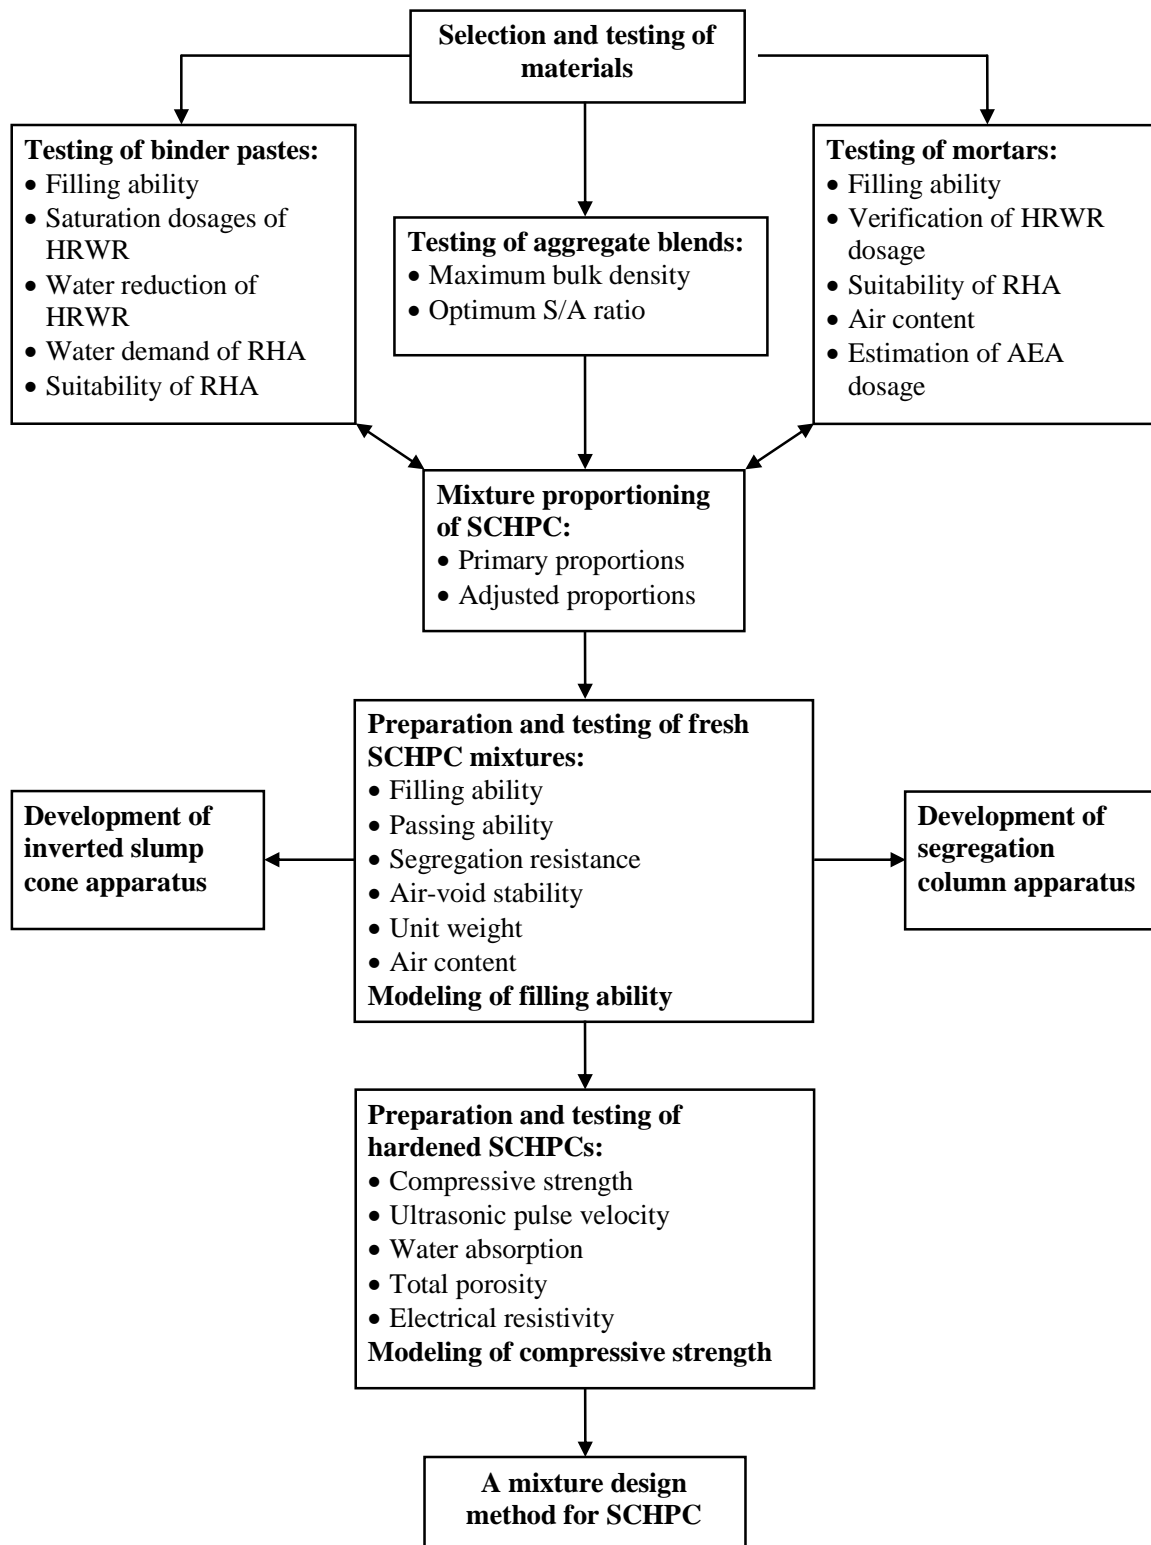 Selection and testing of
materials
Testing of binder pastes:
• Filling ability
• Saturation dosages of
HRWR
• Water reduction of
HRWR
• Water demand of RHA
• Suitability of RHA
Testing of aggregate blends:
• Maximum bulk density
• Optimum S/A ratio
Testing of mortars:
• Filling ability
• Verification of HRWR
dosage
• Suitability of RHA
• Air content
• Estimation of AEA
dosage
Mixture proportioning
of SCHPC:
• Primary proportions
• Adjusted proportions
Preparation and testing of fresh
SCHPC mixtures:
• Filling ability
• Passing ability
• Segregation resistance
• Air-void stability
• Unit weight
• Air content
Modeling of filling ability
Development of
inverted slump
cone apparatus
Development of
segregation
column apparatus
Preparation and testing of
hardened SCHPCs:
• Compressive strength
• Ultrasonic pulse velocity
• Water absorption
• Total porosity
• Electrical resistivity
Modeling of compressive strength
A mixture design
method for SCHPC